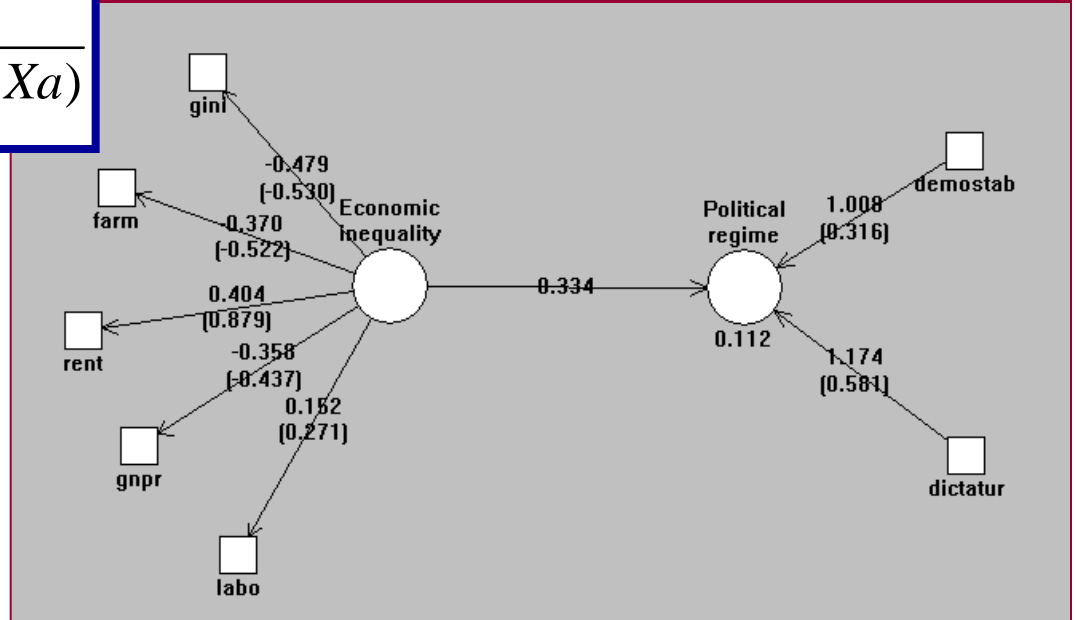 Xa)
gini
-0.479
(-0.530)
farm
-0.370
(-0.522)
Economic
Inequality
0.404
(0.879)
rent
-0.358
(-0.437)
gnpr
0.152
(0.271)
labo
0.334
Political
regime
0.112
demostab
1.008
(0.316)
1.174
(0.581)
dictatur